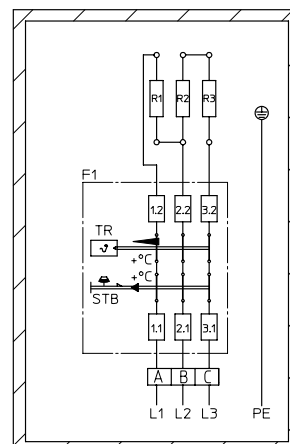 R1 R2 R3
F1
1.2 2.2 3.2
TR
+°C
+°C
STB
1.1 2.1 3.1
A B C
L1 L2 L3 PE